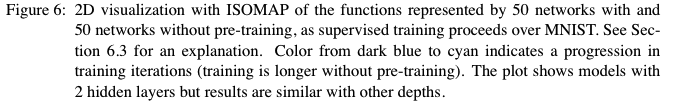 Figure 6: 2D visualization with ISOMAP of the functions represented by 50 networks with and
50 networks without pre-training, as supervised training proceeds over MNIST. See Sec-
tion 6.3 for an explanation. Color from dark blue to cyan indicates a progression in
training iterations (training is longer without pre-training). The plot shows models with
2 hidden layers but results are similar with other depths.